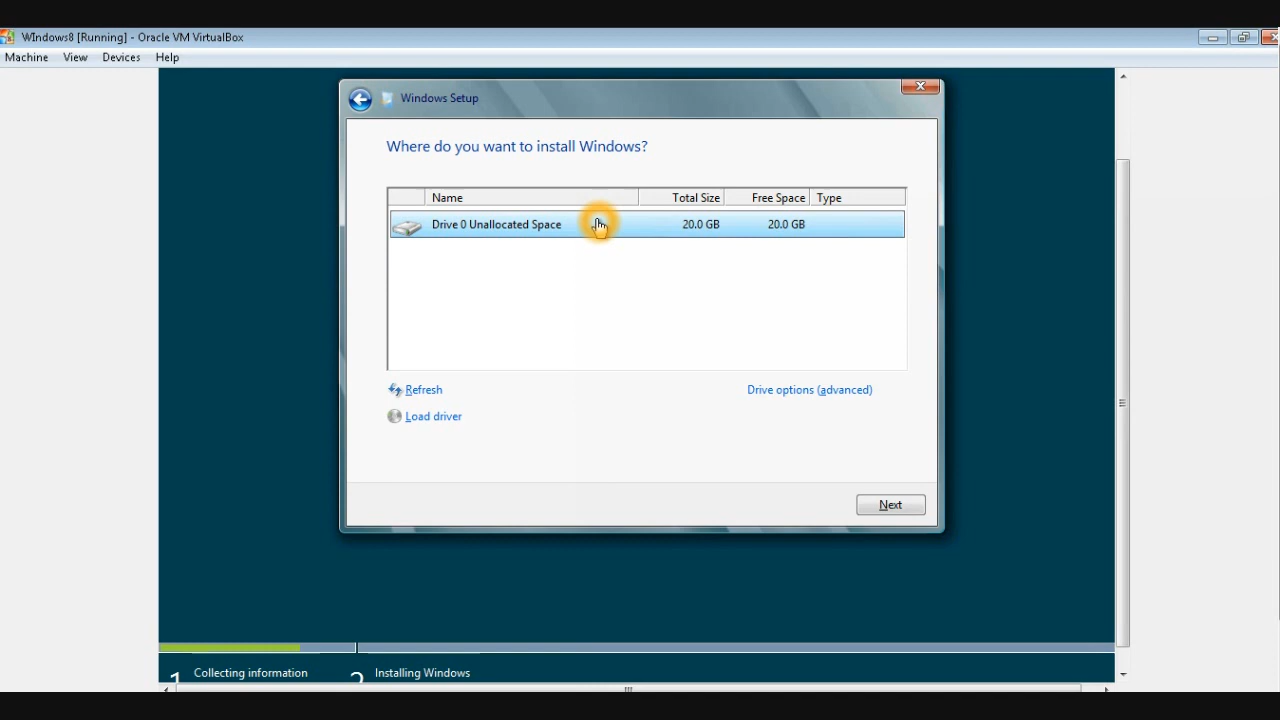 WIndows8 [Running] - Oracle VM VirtualBox
Machine View Devices Help
Windows Setup
Where do you want to install Windows?
Name Total Size Free Space Type
Drive 0 Unallocated Space 20.0 GB 20.0 GB
Refresh Drive options (advanced)
Load driver
Next
1 Collecting information 2 Installing Windows